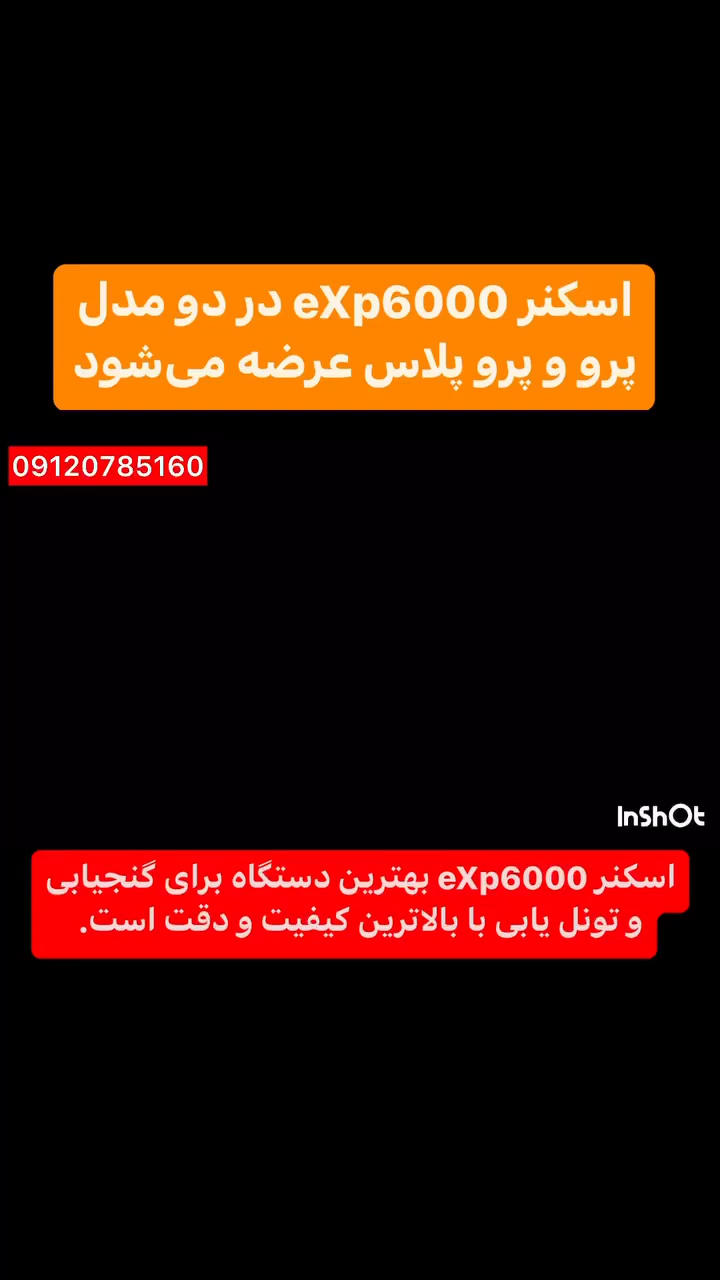 اسکنر eXp6000 در دو مدل
پرو و پرو پلاس عرضه می‌شود
09120785160
InShOt
اسکنر eXp6000 بهترین دستگاه برای گنجیابی
و تونل یابی با بالاترین کیفیت و دقت است.